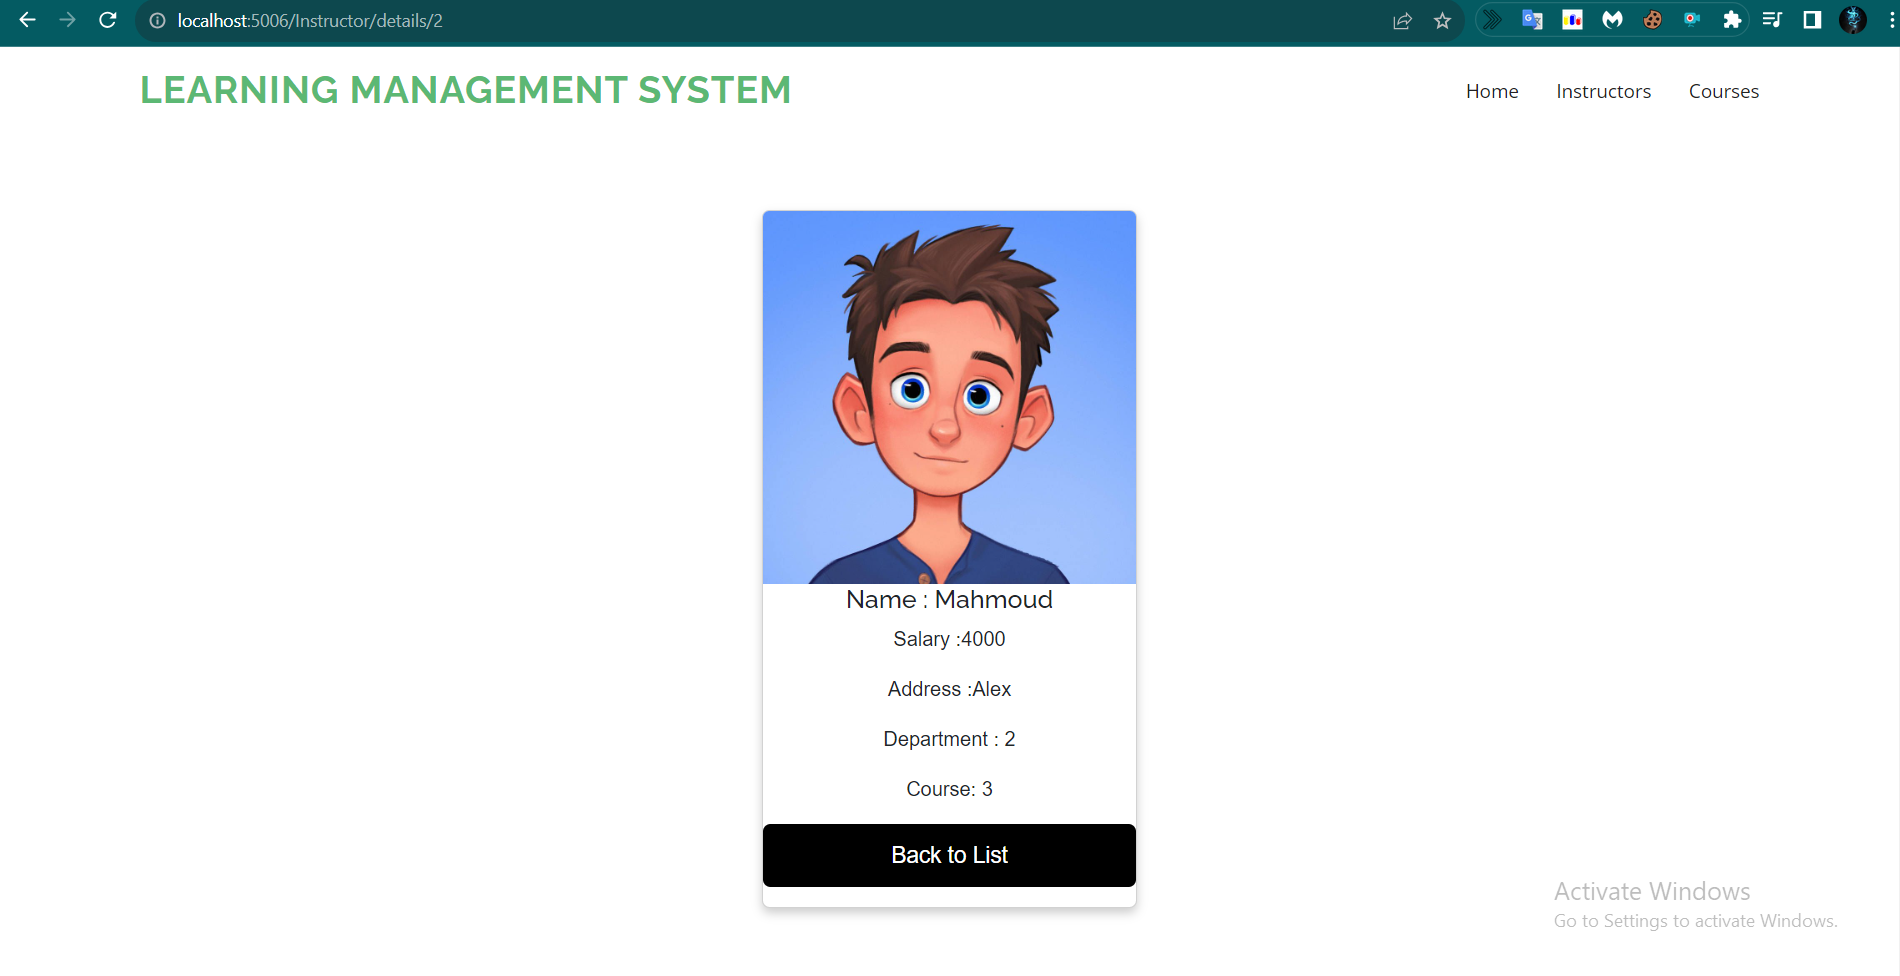 localhost:5006/Instructor/details/2
LEARNING MANAGEMENT SYSTEM
Home Instructors Courses
Name : Mahmoud
Salary :4000
Address :Alex
Department : 2
Course: 3
Back to List
Activate Windows
Go to Settings to activate Windows.